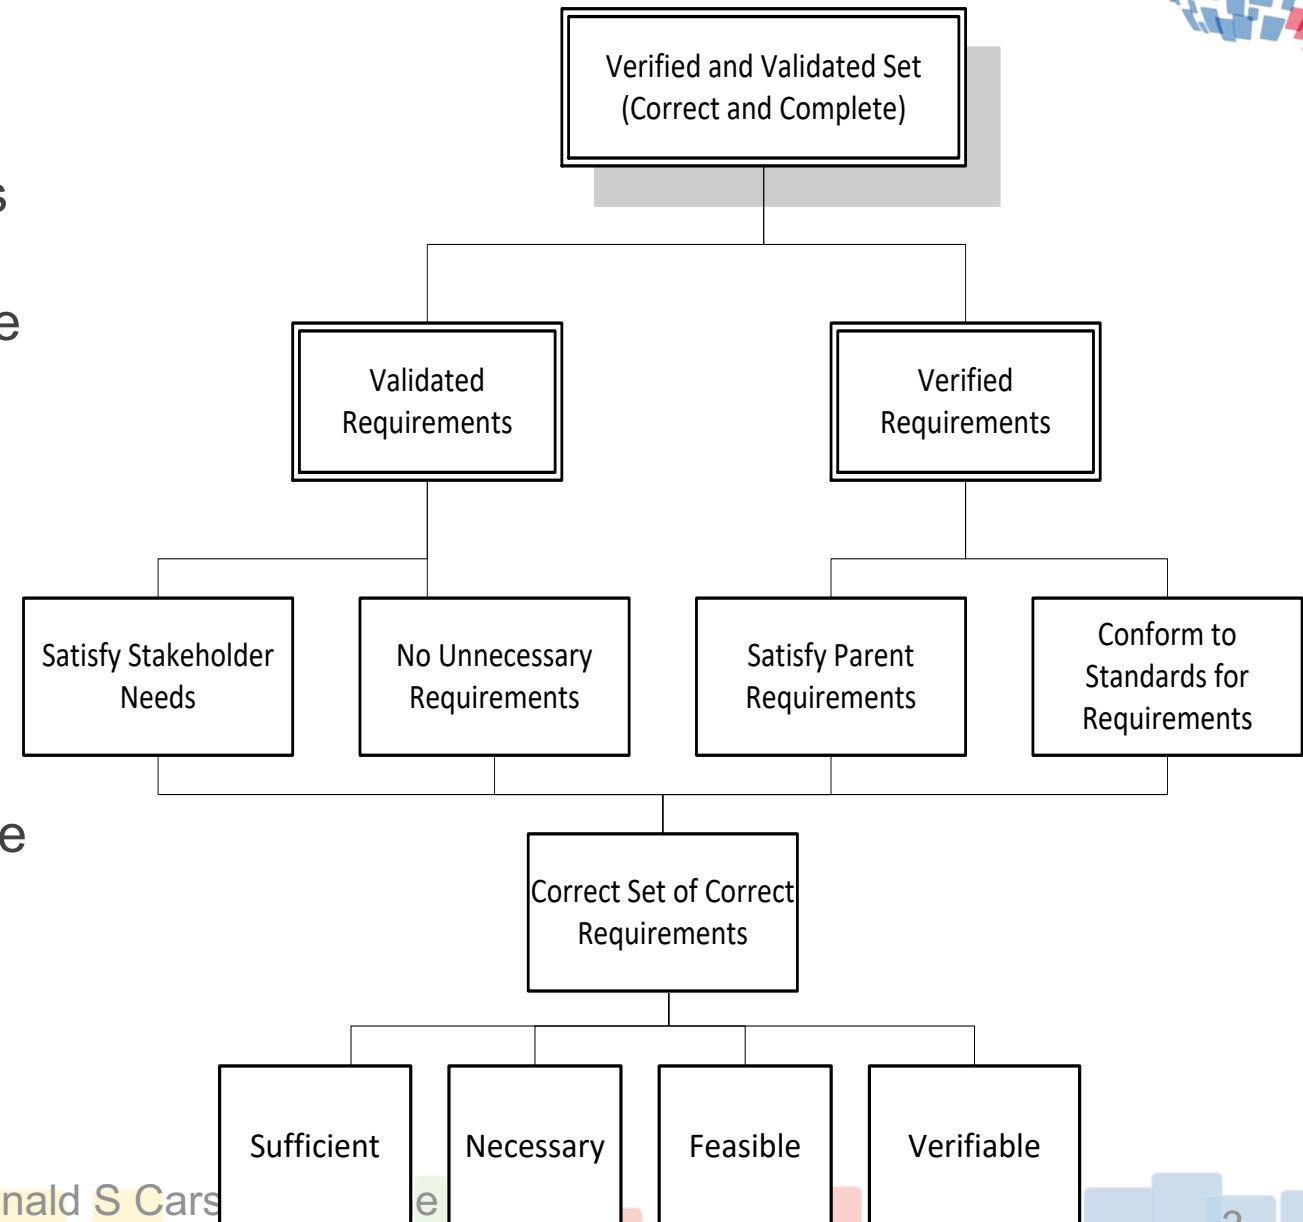 Verified and Validated Set
(Correct and Complete)
s
e
Validated
Requirements
Verified
Requirements
Satisfy Stakeholder
Needs
No Unnecessary
Requirements
Satisfy Parent
Requirements
Conform to
Standards for
Requirements
e
Correct Set of Correct
Requirements
Sufficient
Necessary
Feasible
Verifiable
nald S Cars
e